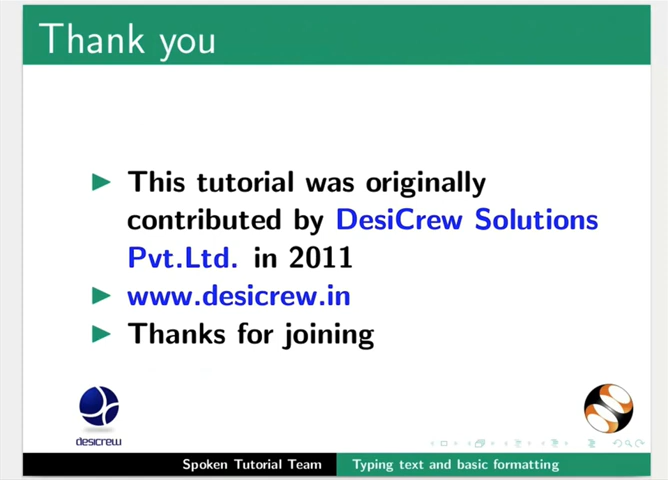 Thank you
This tutorial was originally
contributed by DesiCrew Solutions
Pvt.Ltd. in 2011
www.desicrew.in
Thanks for joining
desicrew
Spoken Tutorial Team Typing text and basic formatting